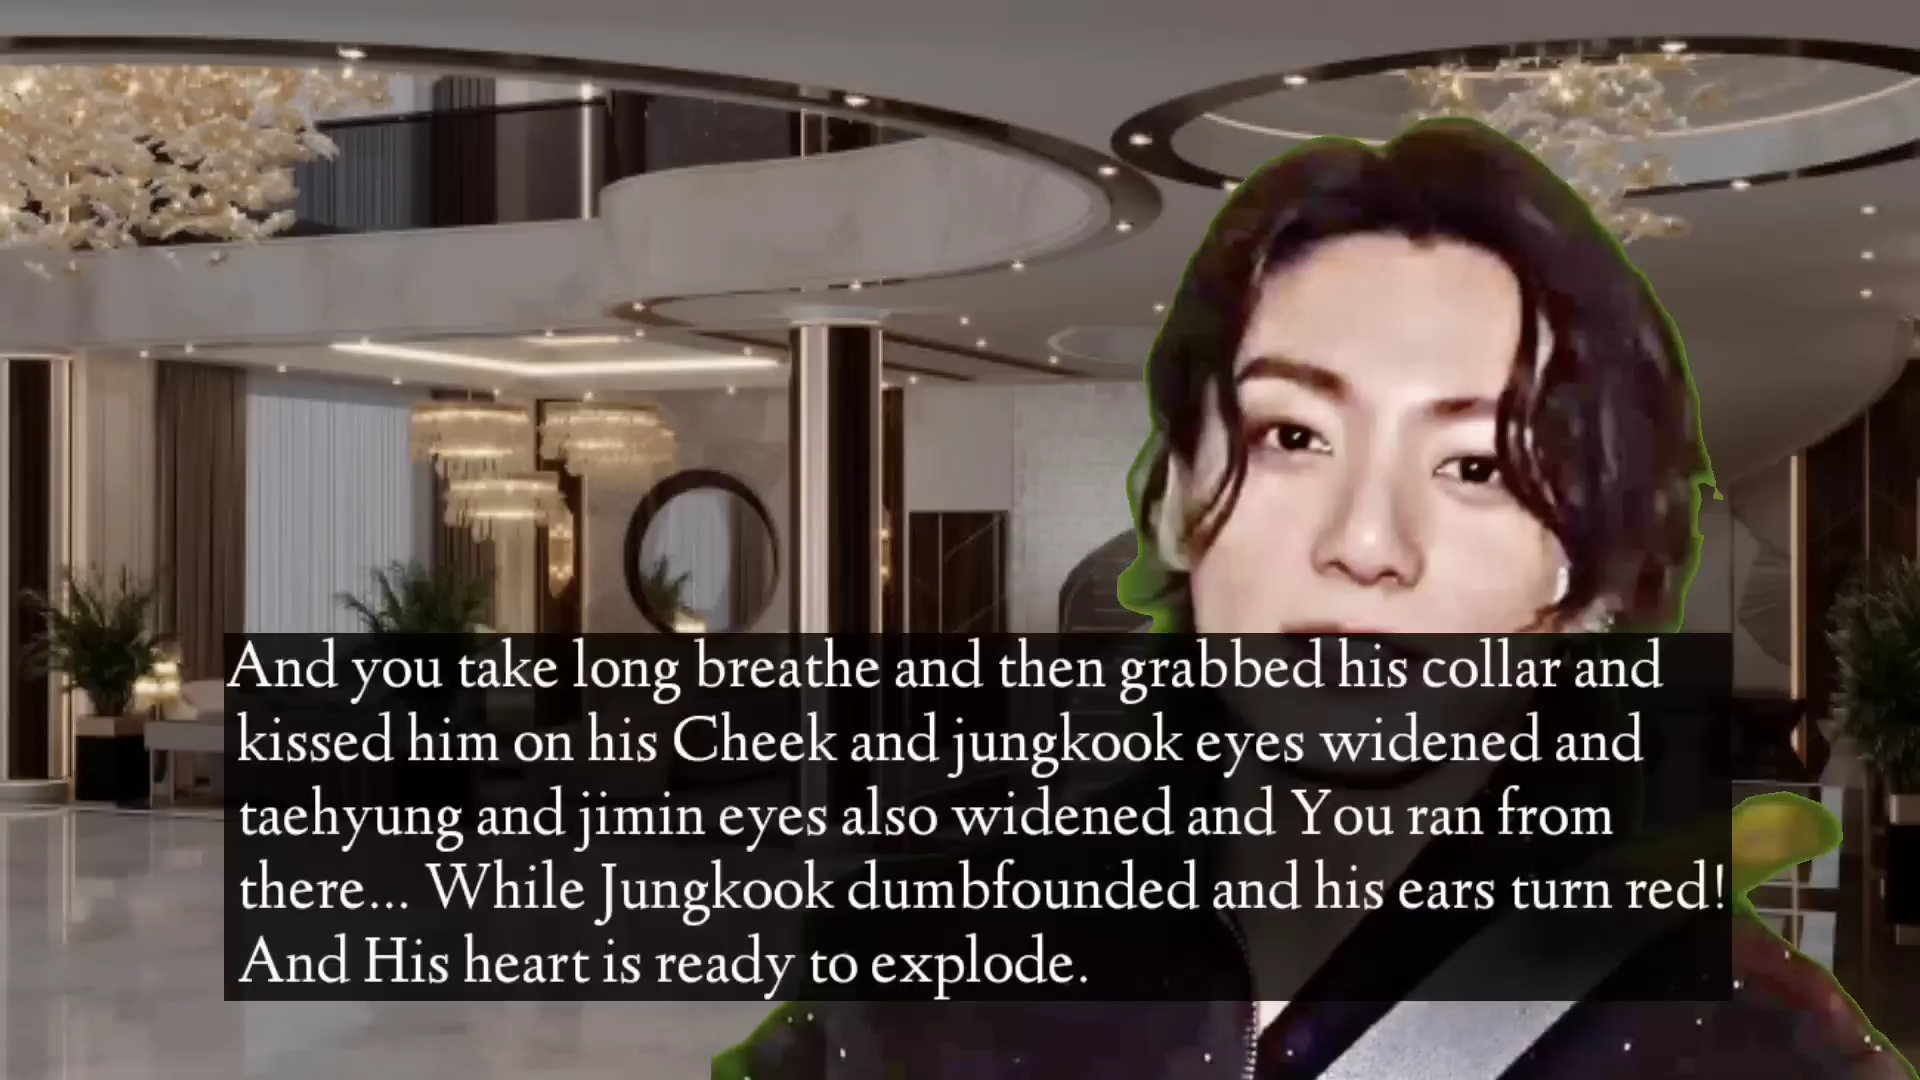 And you take long breathe and then grabbed his collar and
kissed him on his Cheek and jungkook eyes widened and
taehyung and jimin eyes also widened and You ran from
there... While Jungkook dumbfounded and his ears turn red!
And His heart is ready to explode.